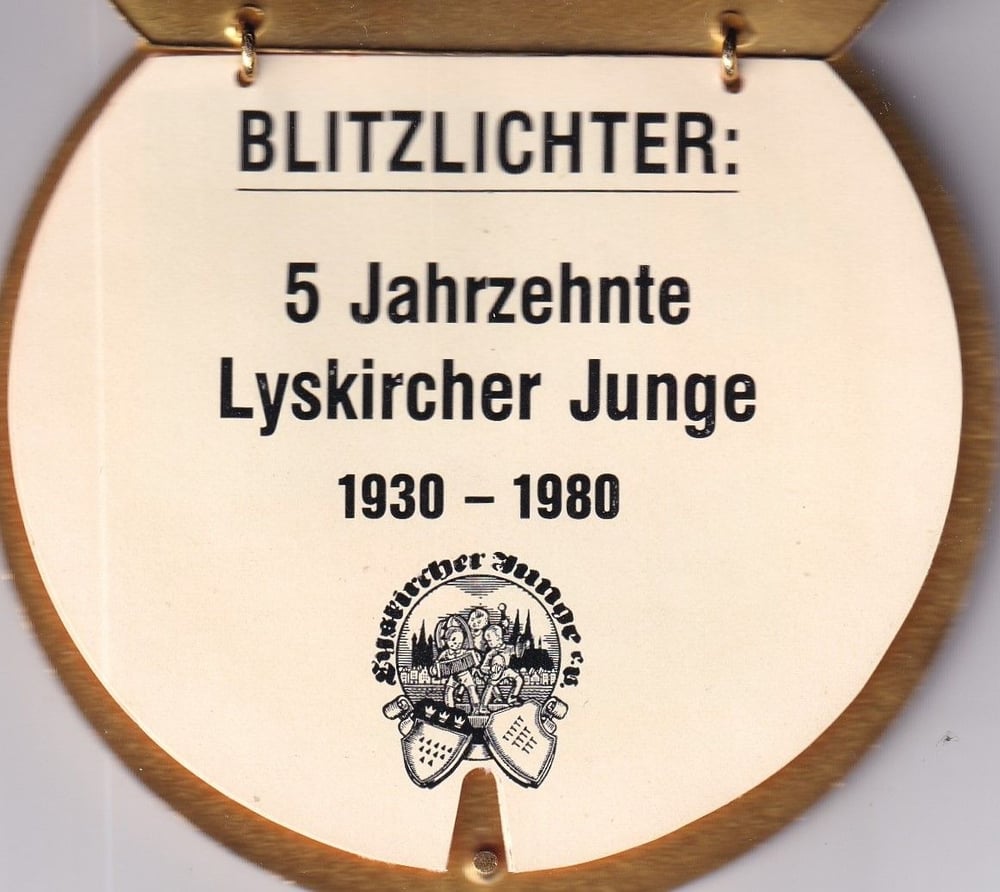 BLITZLICHTER:
5 Jahrzehnte
Lyskircher Junge
1930 – 1980
Lyskircher Junge e.V.